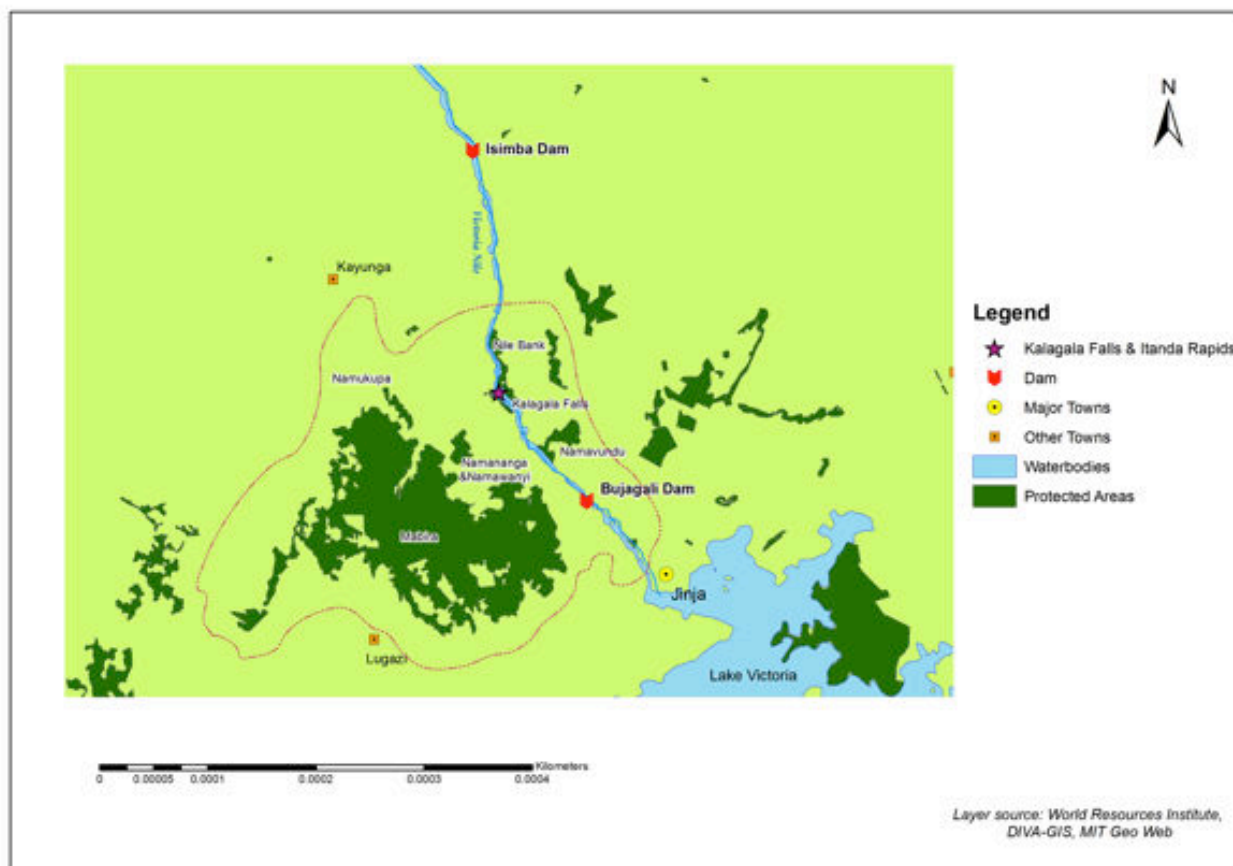 N
Isimba Dam
Victoria Nile
Kayunga
Nile Bank
Namukupa
Kalagala Falls
Namavundu
Namananga
&Namawanyi
Bujagali Dam
Mabira
Jinja
Lugazi
Lake Victoria
Legend
Kalagala Falls & Itanda Rapids
Dam
Major Towns
Other Towns
Waterbodies
Protected Areas
Kilometers
0 0.00005 0.0001 0.0002 0.0003 0.0004
Layer source: World Resources Institute,
DIVA-GIS, MIT Geo Web